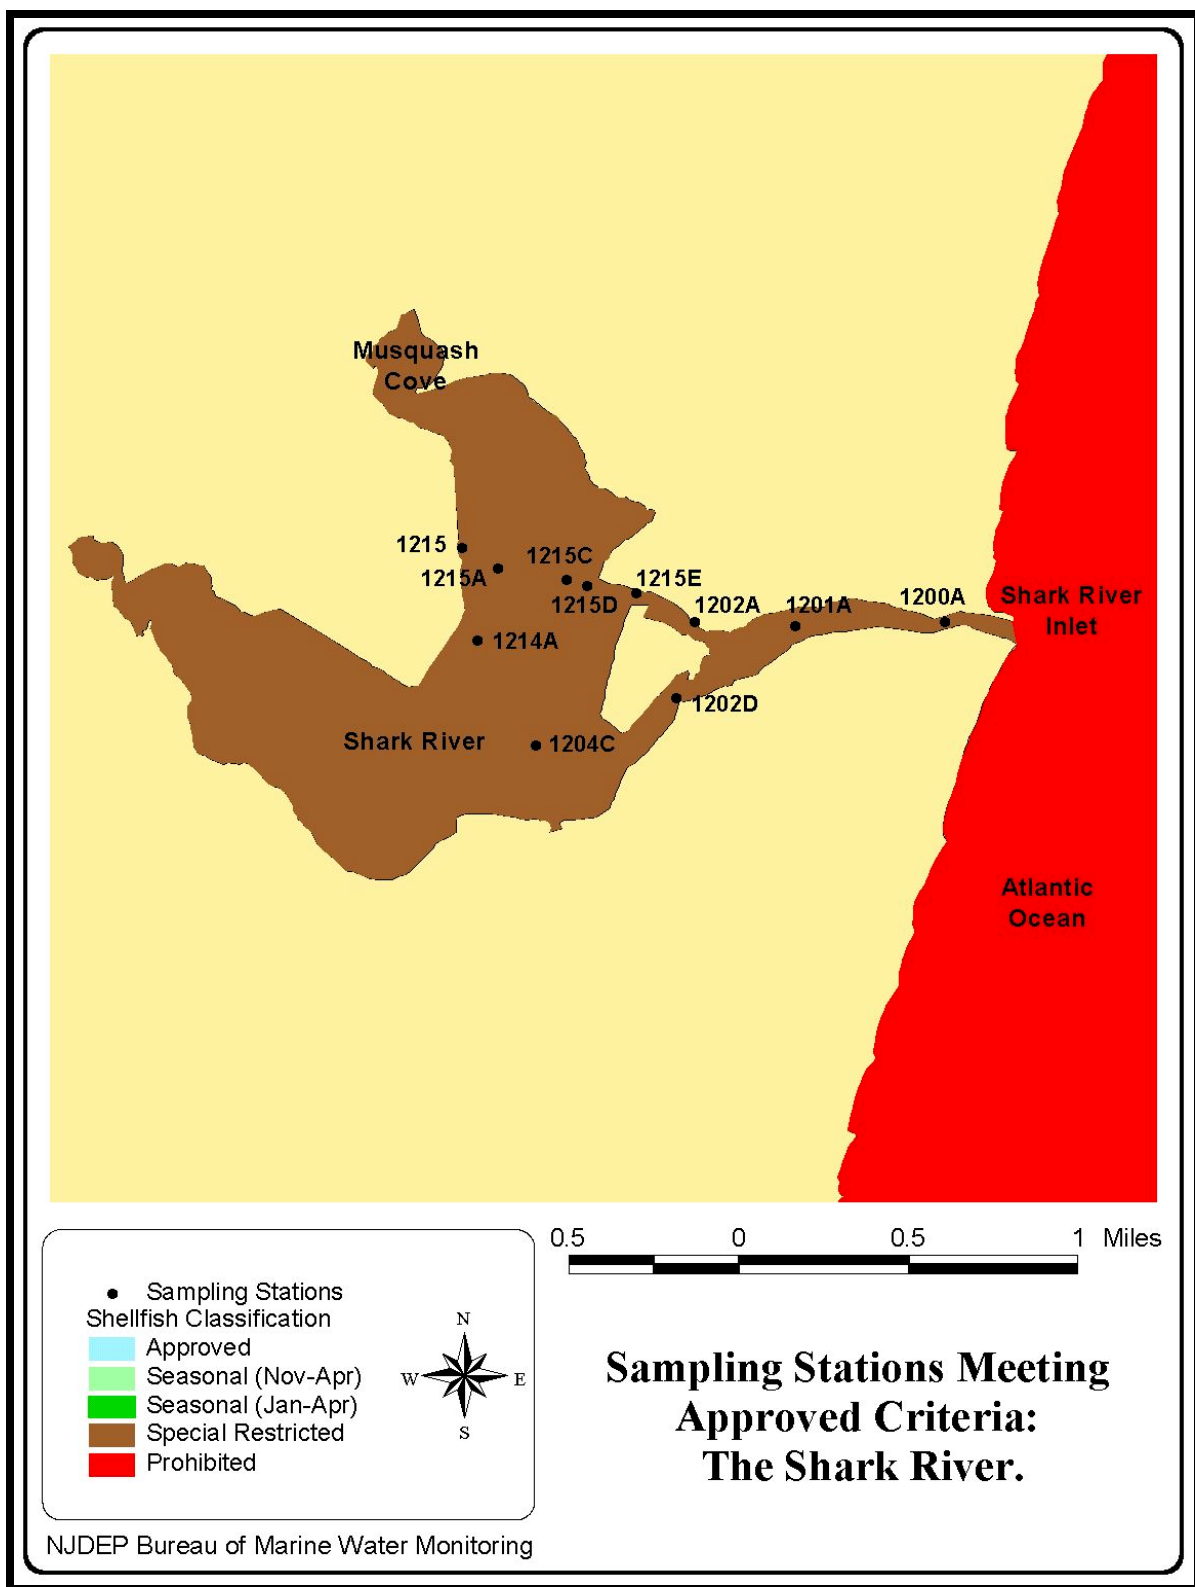 Musquash
Cove
1215
1215C
1215A
1215E
1215D
1202A
1201A
1200A
Shark River
Inlet
1214A
1202D
Shark River
1204C
Atlantic
Ocean
0.5 0 0.5 1 Miles
Sampling Stations
Shellfish Classification
Approved
Seasonal (Nov-Apr)
Seasonal (Jan-Apr)
Special Restricted
Prohibited
N
W E
S
Sampling Stations Meeting
Approved Criteria:
The Shark River.
NJDEP Bureau of Marine Water Monitoring